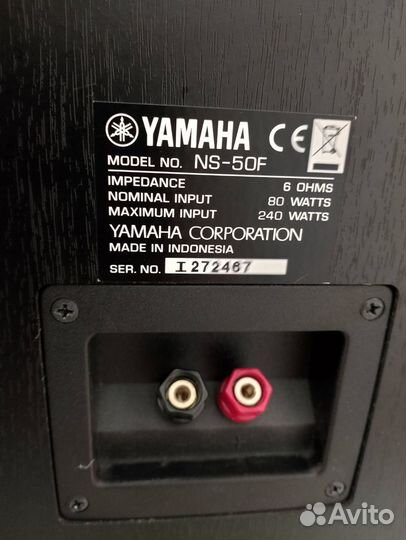 YAMAHA CE
MODEL NO. NS-50F
IMPEDANCE 6 OHMS
NOMINAL INPUT 80 WATTS
MAXIMUM INPUT 240 WATTS
YAMAHA CORPORATION
MADE IN INDONESIA
SER. NO. I 272467
Avito